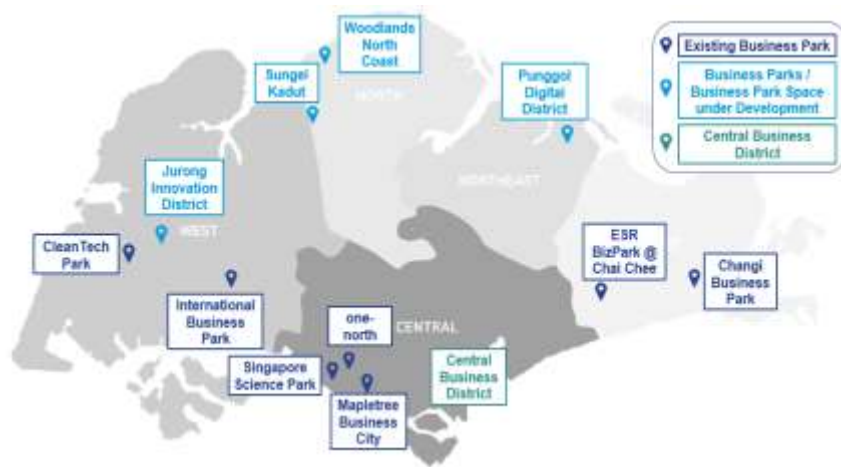 Woodlands
North
Coast
Sungei
Kadut
Punggol
Digital
District
Existing Business Park
Business Parks /
Business Park Space
under Development
Central Business
District
NORTH
NORTHEAST
Jurong
Innovation
District
WEST
CleanTech
Park
ESR
BizPark @
Chai Chee
Changi
Business
Park
International
Business
Park
one-
north
CENTRAL
Singapore
Science Park
Central
Business
District
Mapletree
Business
City